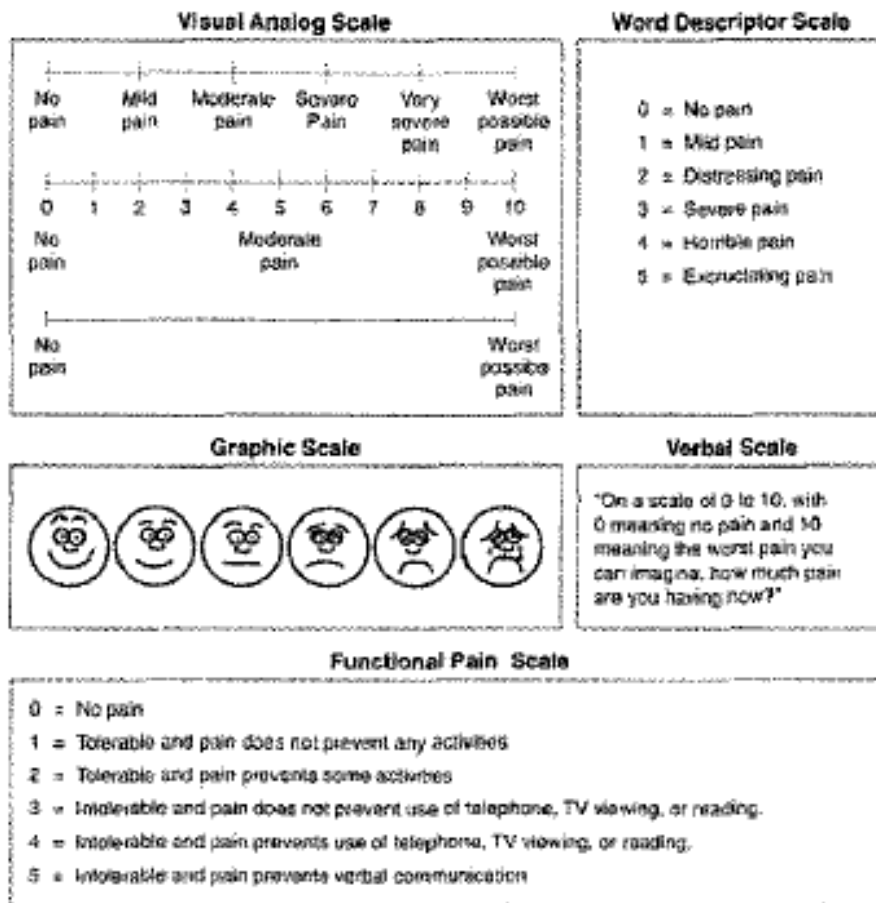 Visual Analog Scale
No pain
Mild pain
Moderate pain
Severe Pain
Very severe pain
Worst possible pain
0 1 2 3 4 5 6 7 8 9 10
No pain
Moderate pain
Worst possible pain
No pain
Worst possible pain
Word Descriptor Scale
0 = No pain
1 = Mild pain
2 = Distressing pain
3 = Severe pain
4 = Horrible pain
5 = Excruciating pain
Graphic Scale
Verbal Scale
"On a scale of 0 to 10, with
0 meaning no pain and 10
meaning the worst pain you
can imagine, how much pain
are you having now?"
Functional Pain Scale
0 = No pain
1 = Tolerable and pain does not prevent any activities
2 = Tolerable and pain prevents some activities
3 = Intolerable and pain does not prevent use of telephone, TV viewing, or reading.
4 = Intolerable and pain prevents use of telephone, TV viewing, or reading.
5 = Intolerable and pain prevents verbal communication